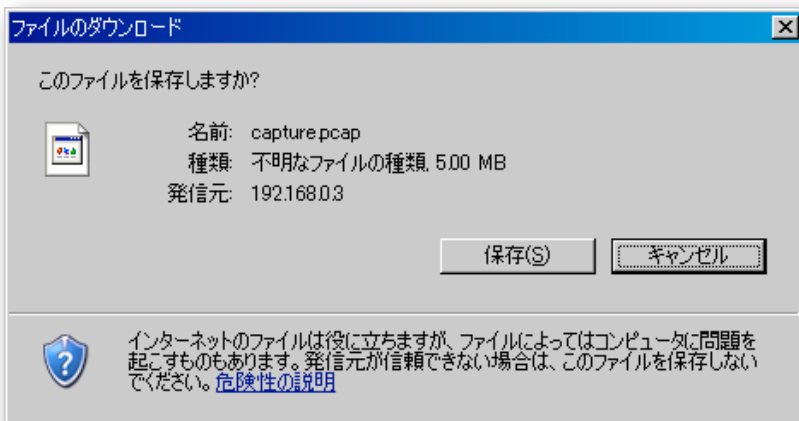 ファイルのダウンロード
このファイルを保存しますか?
名前: capture.pcap
種類: 不明なファイルの種類, 5.00 MB
発信元: 192.168.0.3
保存(S)
キャンセル
インターネットのファイルは役に立ちますが、ファイルによってはコンピュータに問題を
起こすものもあります。発信元が信頼できない場合は、このファイルを保存しない
でください。危険性の説明